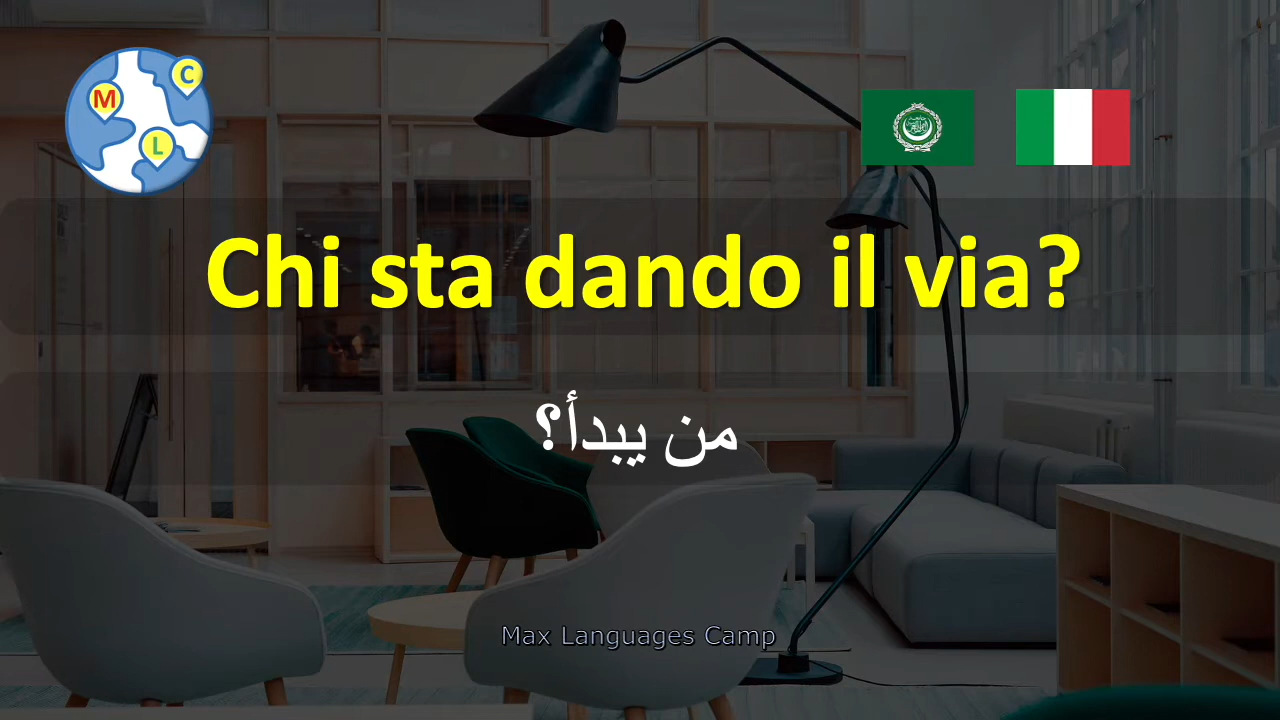 C
M
L
Chi sta dando il via?
من يبدأ؟
Max Languages Camp